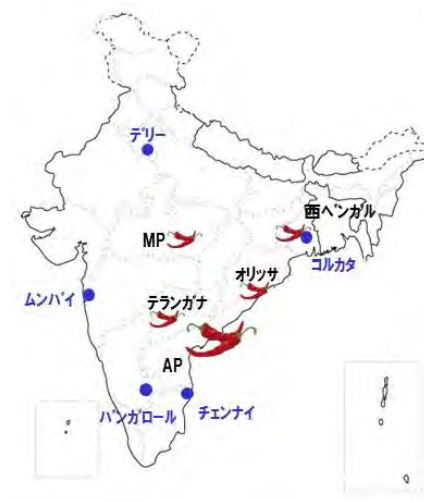 デリー
西ベンガル
MP
コルカタ
オリッサ
ムンバイ
テランガナ
AP
バンガロール
チェンナイ